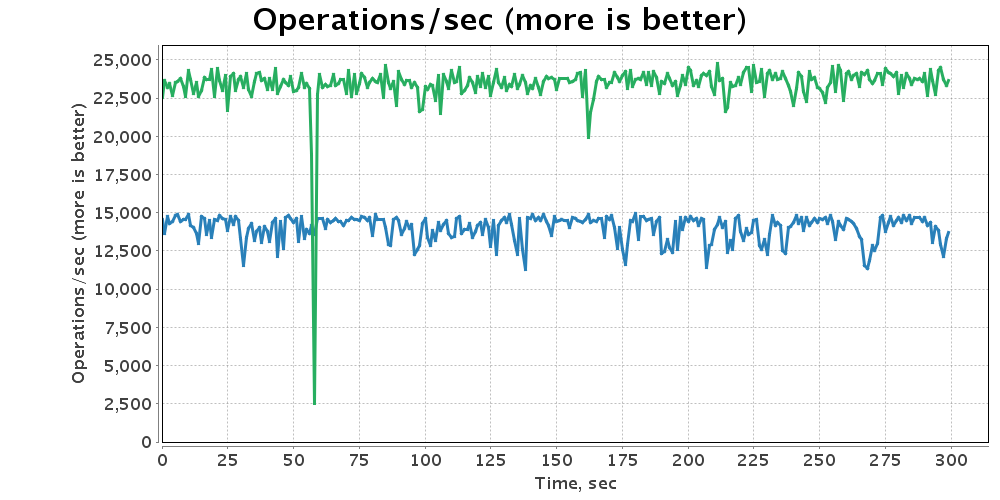 Operations/sec (more is better)
Operations/sec (more is better)
25,000
22,500
20,000
17,500
15,000
12,500
10,000
7,500
5,000
2,500
0
0 25 50 75 100 125 150 175 200 225 250 275 300
Time, sec